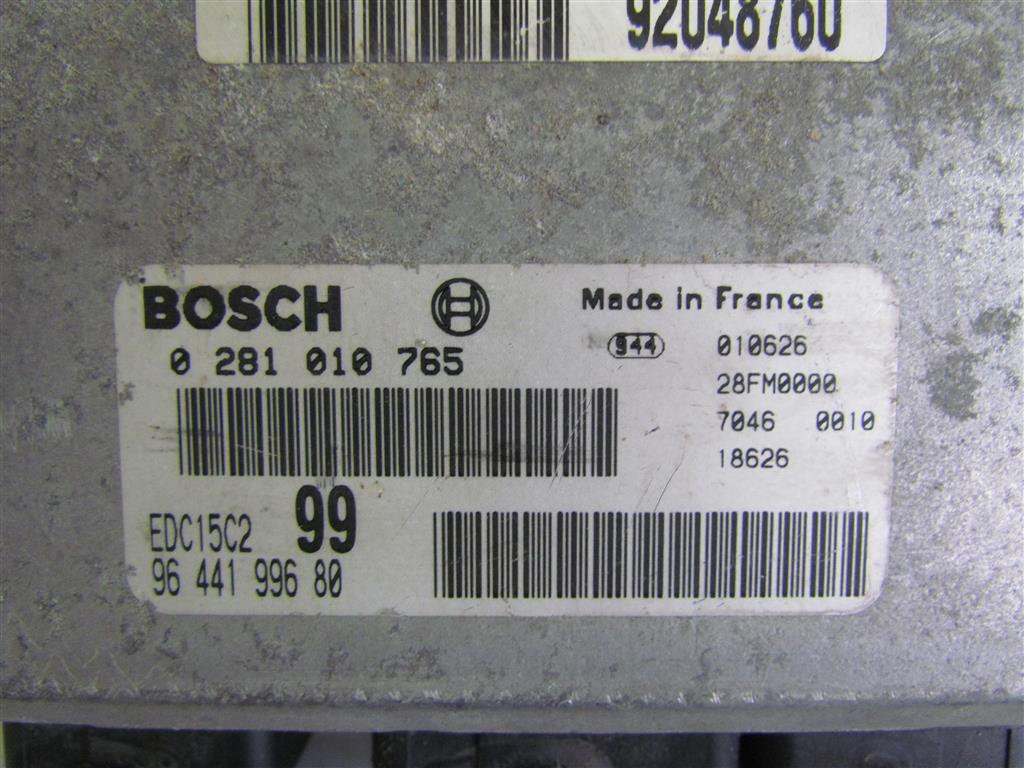 92048760
BOSCH Made in France
0 281 010 765 944 010626
28FM0000
7046 0010
18626
EDC15C2 99
96 441 996 80